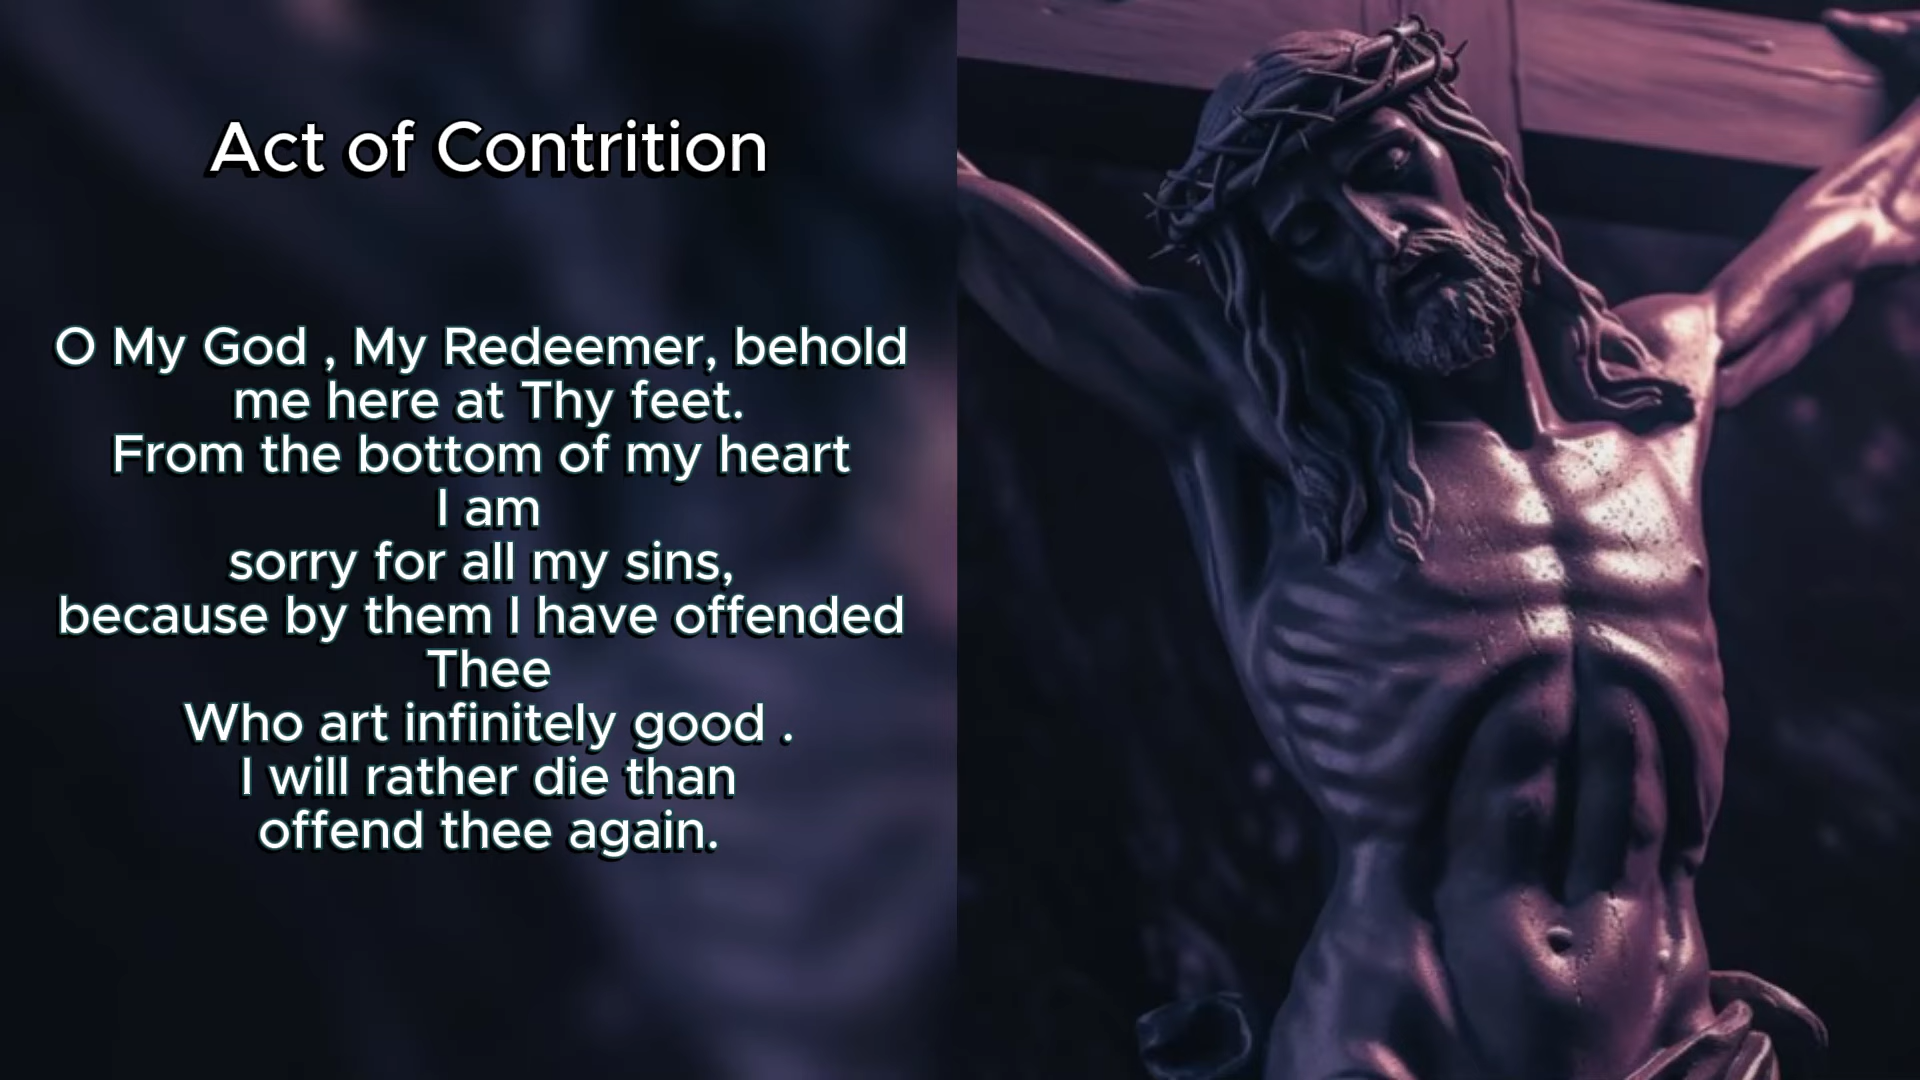 Act of Contrition
O My God , My Redeemer, behold
me here at Thy feet.
From the bottom of my heart
I am
sorry for all my sins,
because by them I have offended
Thee
Who art infinitely good .
I will rather die than
offend thee again.